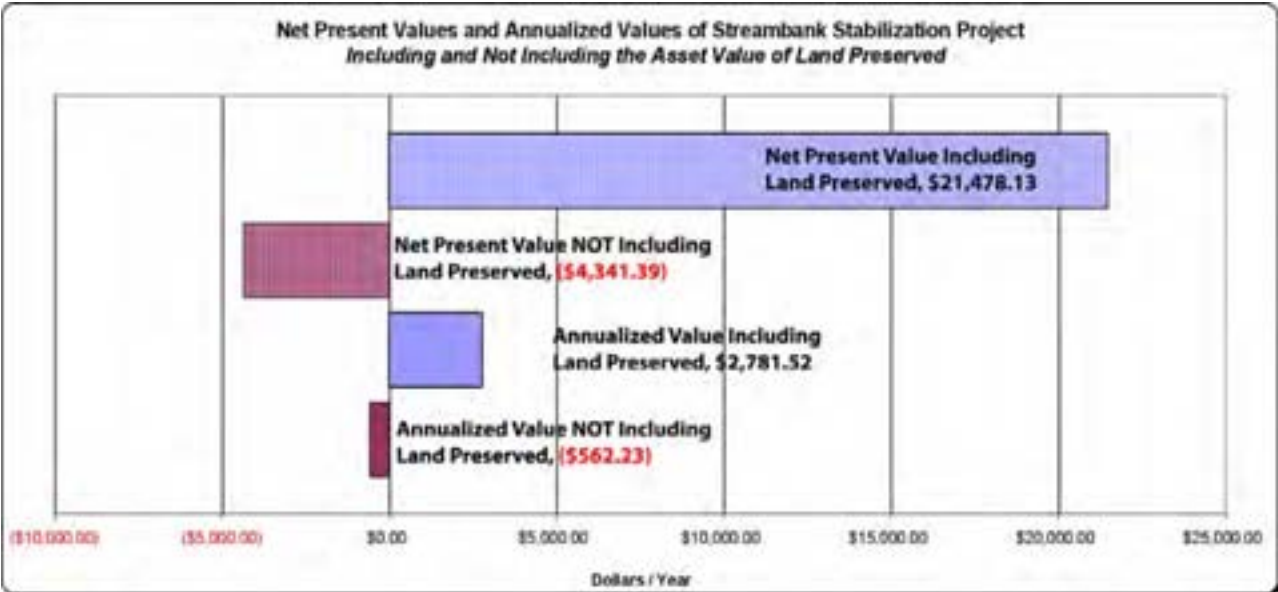 Net Present Values and Annualized Values of Streambank Stabilization Project
Including and Not Including the Asset Value of Land Preserved
Net Present Value Including
Land Preserved, $21,478.13
Net Present Value NOT Including
Land Preserved, ($4,341.39)
Annualized Value Including
Land Preserved, $2,781.52
Annualized Value NOT Including
Land Preserved, ($562.23)
($10,000.00) ($5,000.00) $0.00 $5,000.00 $10,000.00 $15,000.00 $20,000.00 $25,000.00
Dollars / Year